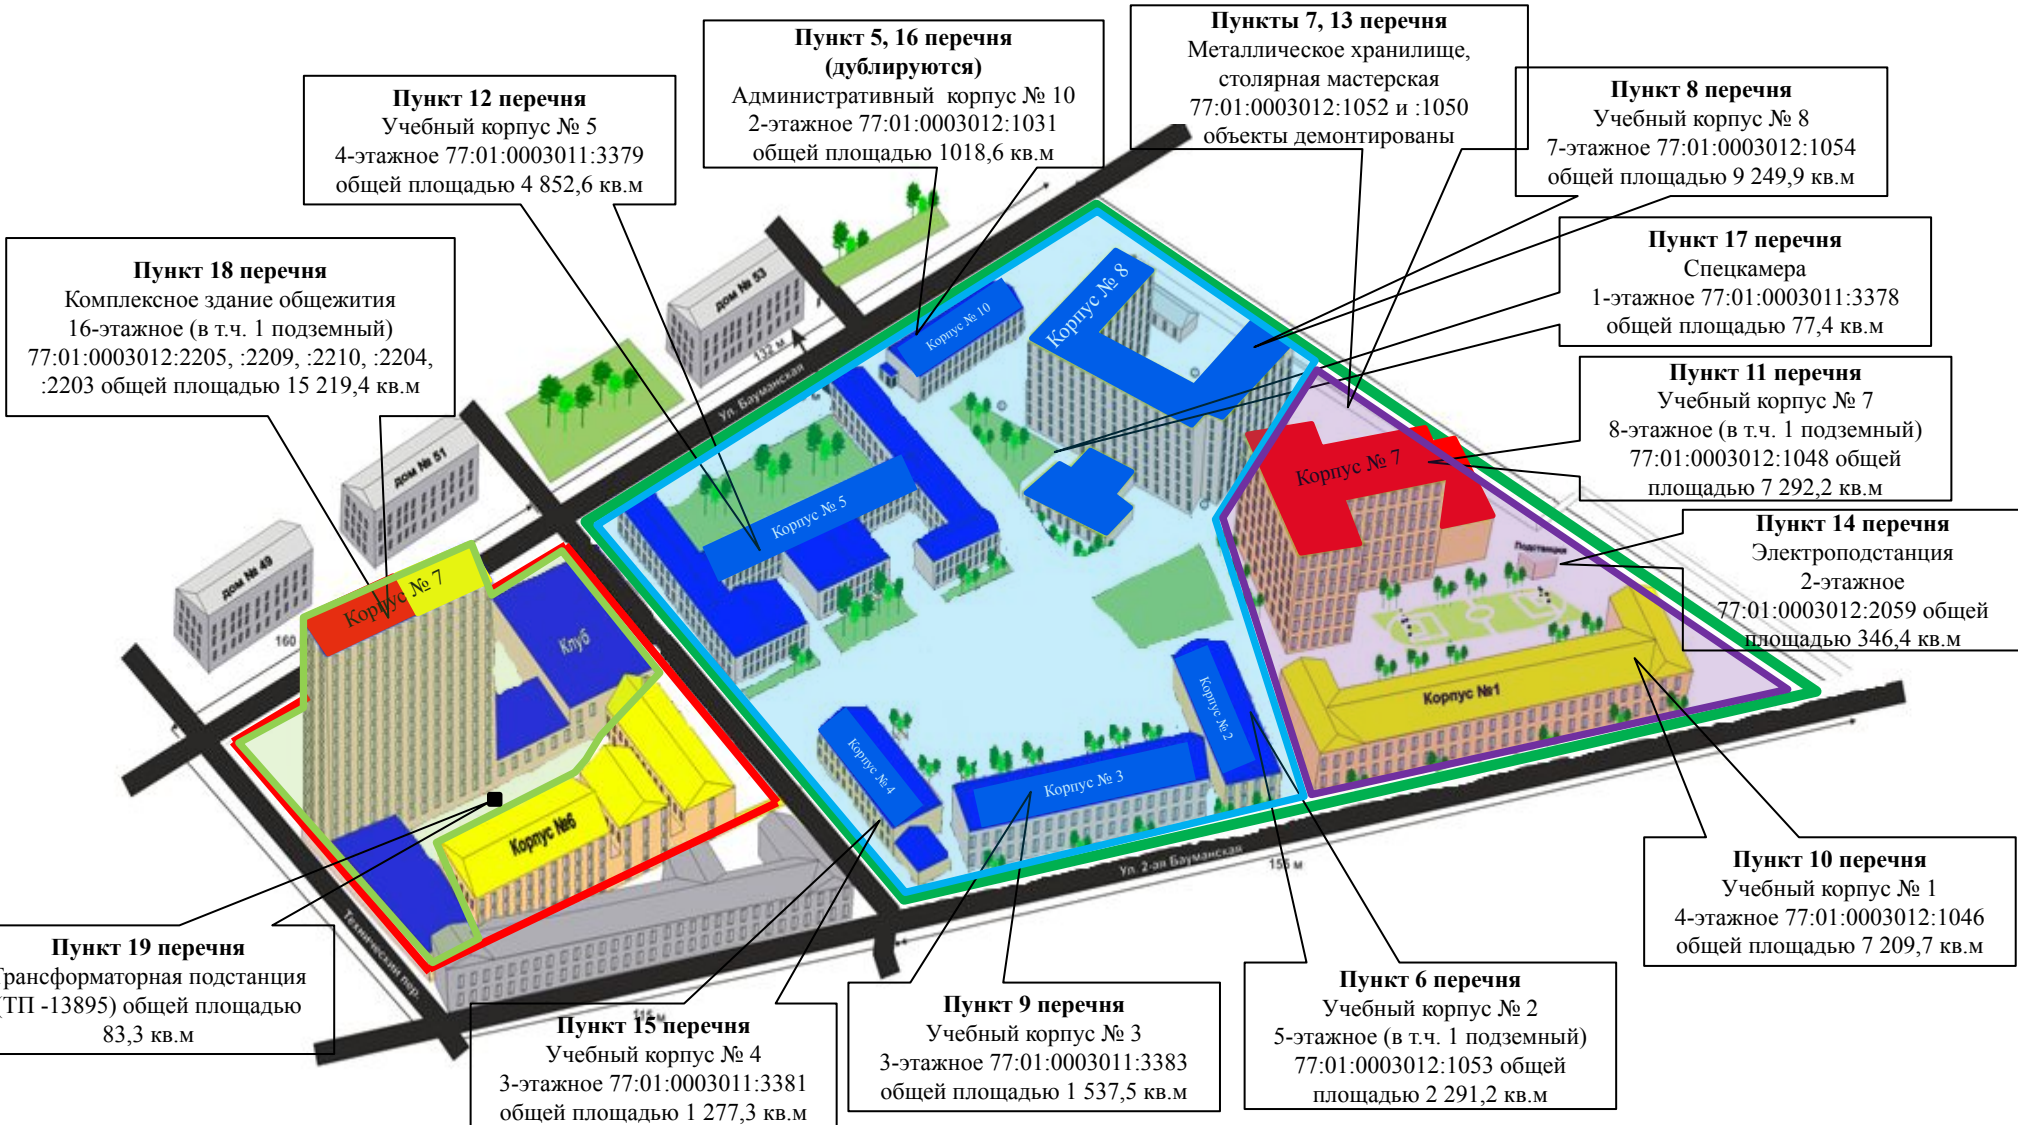 Пункт 5, 16 перечня
(дублируются)
Административный корпус № 10
2-этажное 77:01:0003012:1031
общей площадью 1018,6 кв.м
Пункты 7, 13 перечня
Металлическое хранилище,
столярная мастерская
77:01:0003012:1052 и :1050
объекты демонтированы
Пункт 12 перечня
Учебный корпус № 5
4-этажное 77:01:0003011:3379
общей площадью 4 852,6 кв.м
Пункт 8 перечня
Учебный корпус № 8
7-этажное 77:01:0003012:1054
общей площадью 9 249,9 кв.м
Пункт 18 перечня
Комплексное здание общежития
16-этажное (в т.ч. 1 подземный)
77:01:0003012:2205, :2209, :2210, :2204,
:2203 общей площадью 15 219,4 кв.м
Пункт 17 перечня
Спецкамера
1-этажное 77:01:0003011:3378
общей площадью 77,4 кв.м
Пункт 11 перечня
Учебный корпус № 7
8-этажное (в т.ч. 1 подземный)
77:01:0003012:1048 общей
площадью 7 292,2 кв.м
Пункт 14 перечня
Электроподстанция
2-этажное
77:01:0003012:2059 общей
площадью 346,4 кв.м
дом № 53
132 м
Ул. Бауманская
Корпус № 10
Корпус № 8
дом № 51
дом № 49
160
Корпус № 5
Корпус № 7
Подстанция
Корпус № 7
Клуб
Корпус № 2
Корпус №1
Корпус № 4
Корпус № 3
Корпус №6
Ул. 2-ая Бауманская
155 м
Технический пер.
115 м
Пункт 19 перечня
Трансформаторная подстанция
(ТП -13895) общей площадью
83,3 кв.м
Пункт 15 перечня
Учебный корпус № 4
3-этажное 77:01:0003011:3381
общей площадью 1 277,3 кв.м
Пункт 9 перечня
Учебный корпус № 3
3-этажное 77:01:0003011:3383
общей площадью 1 537,5 кв.м
Пункт 6 перечня
Учебный корпус № 2
5-этажное (в т.ч. 1 подземный)
77:01:0003012:1053 общей
площадью 2 291,2 кв.м
Пункт 10 перечня
Учебный корпус № 1
4-этажное 77:01:0003012:1046
общей площадью 7 209,7 кв.м